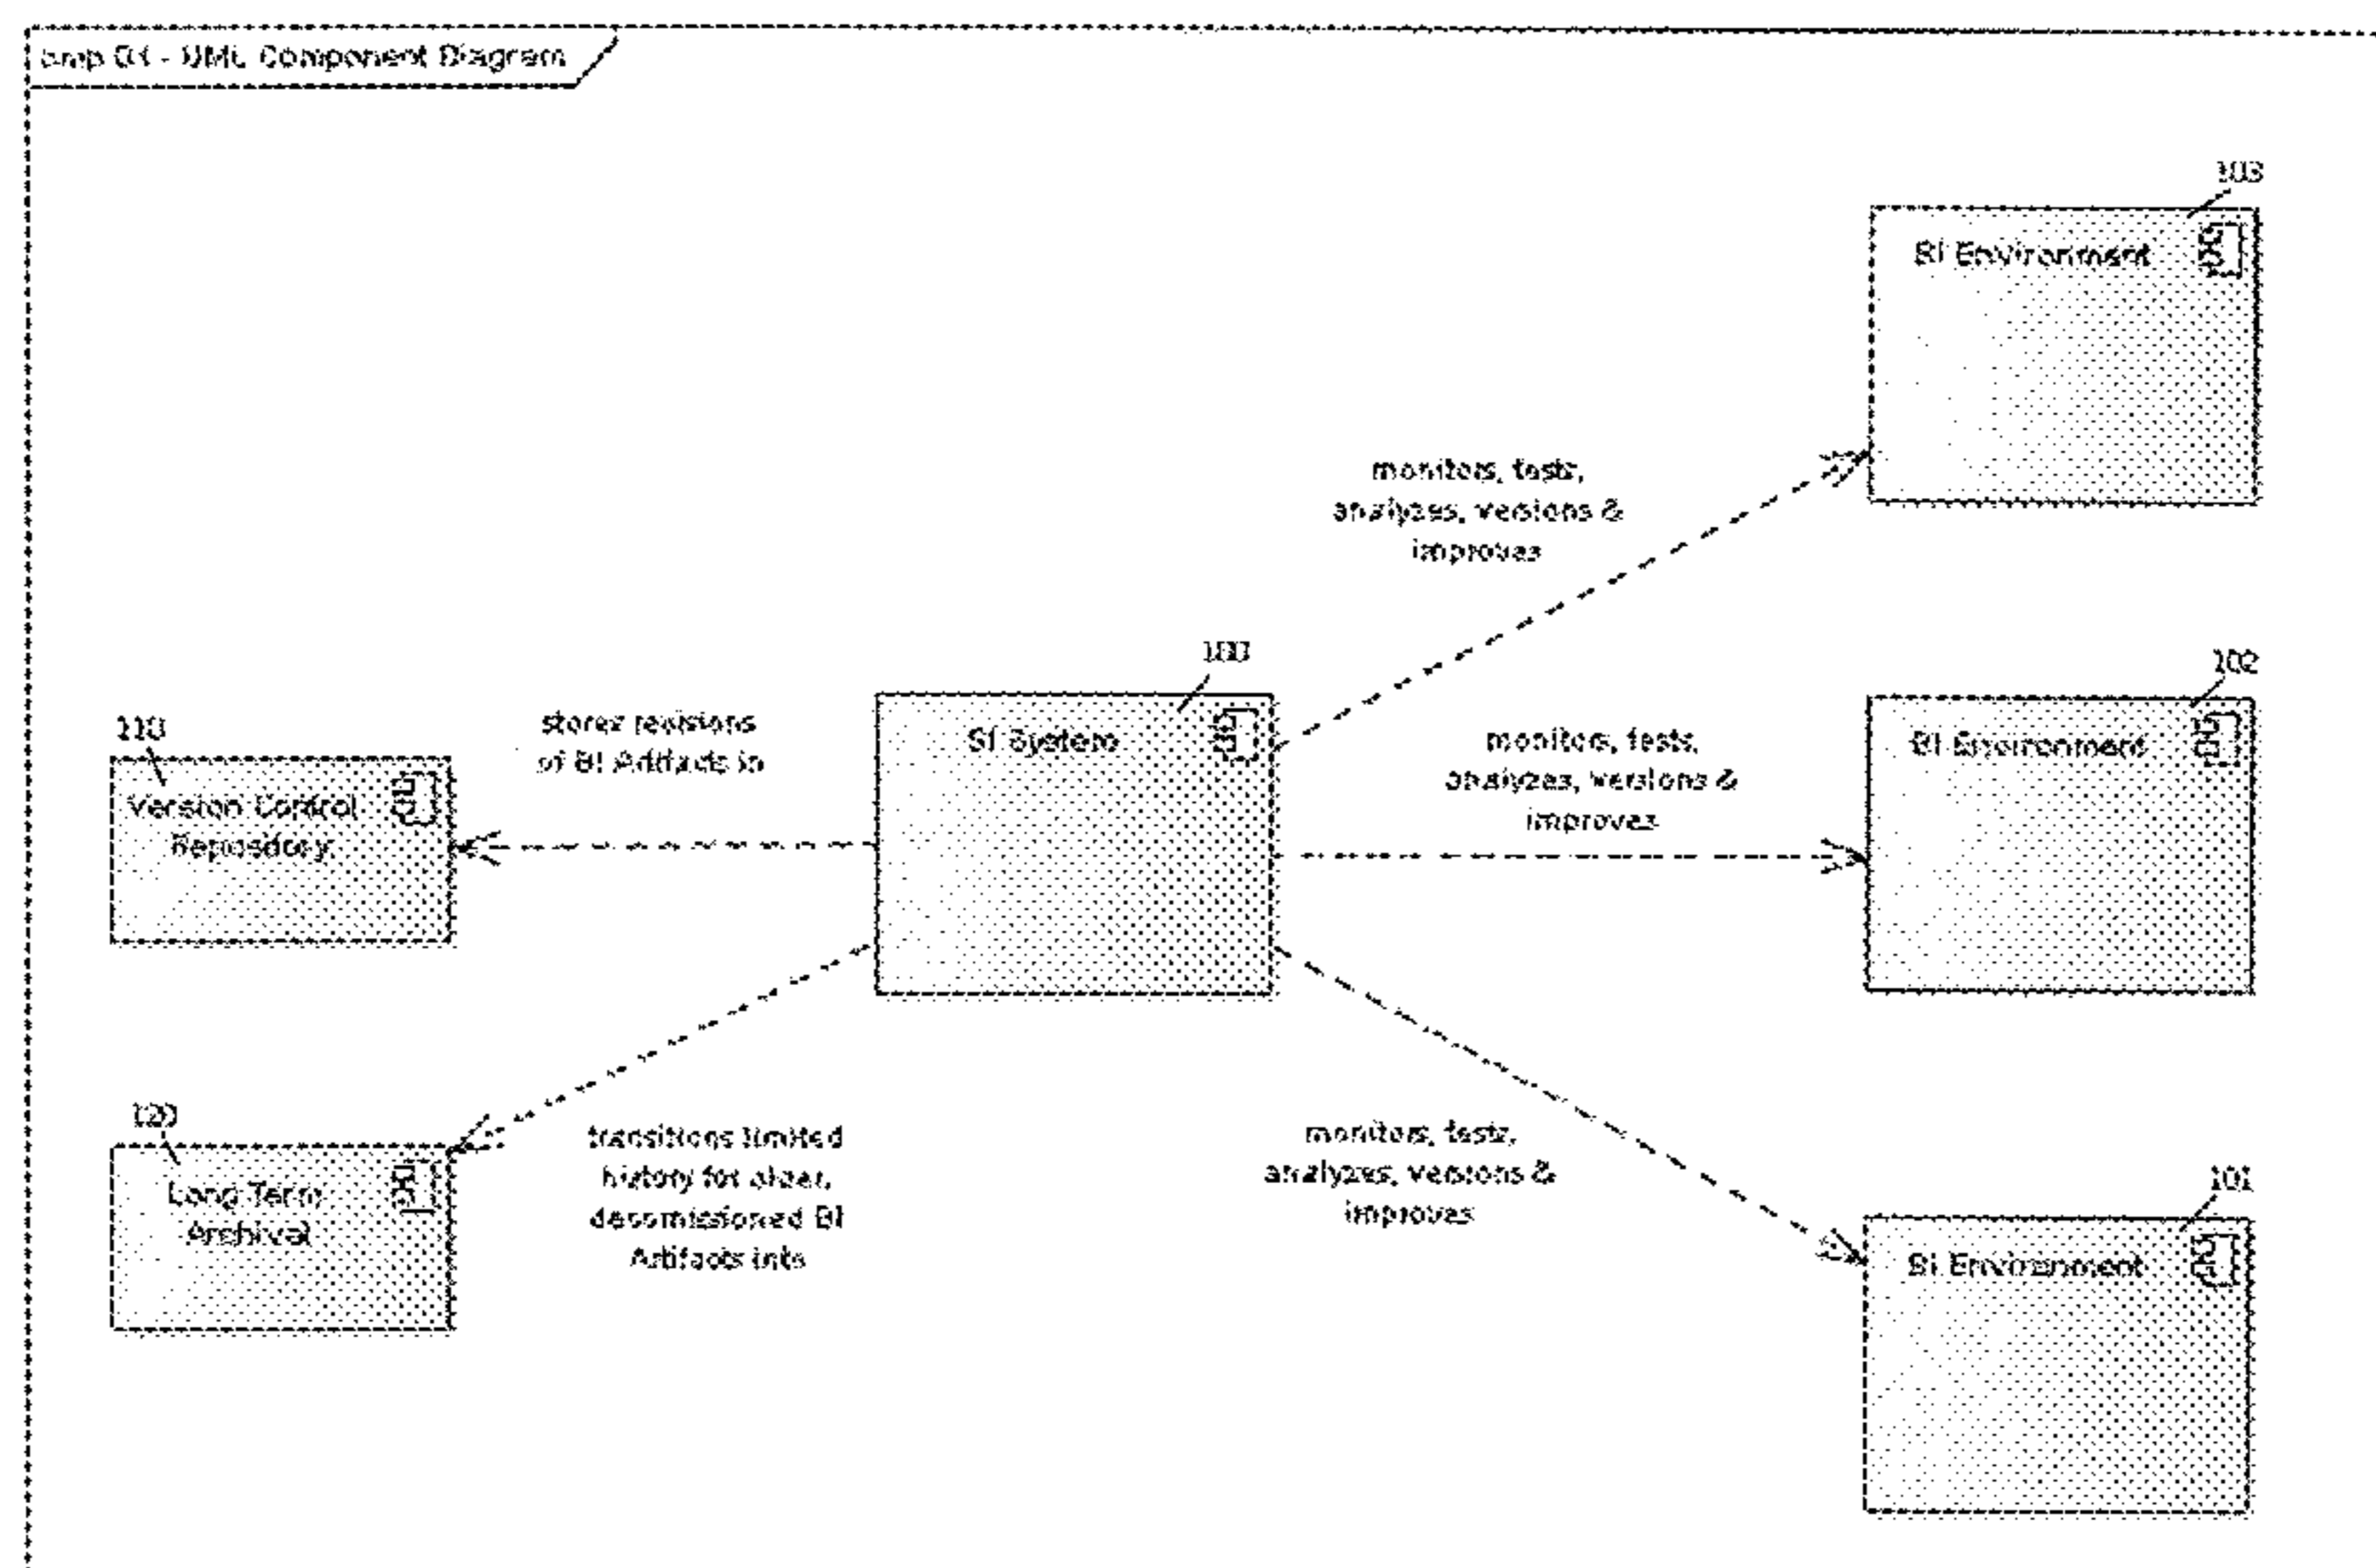 cmp 01 - UML Component Diagram
103
BI Environment
monitors, tests,
analyzes, versions &
improves
100
BI System
102
BI Environment
monitors, tests,
analyzes, versions &
improves
110
Version Control
Repository
stores revisions
of BI Artifacts in
120
Long Term
Archival
transitions limited
history for older,
decomissioned BI
Artifacts into
monitors, tests,
analyzes, versions &
improves
101
BI Environment